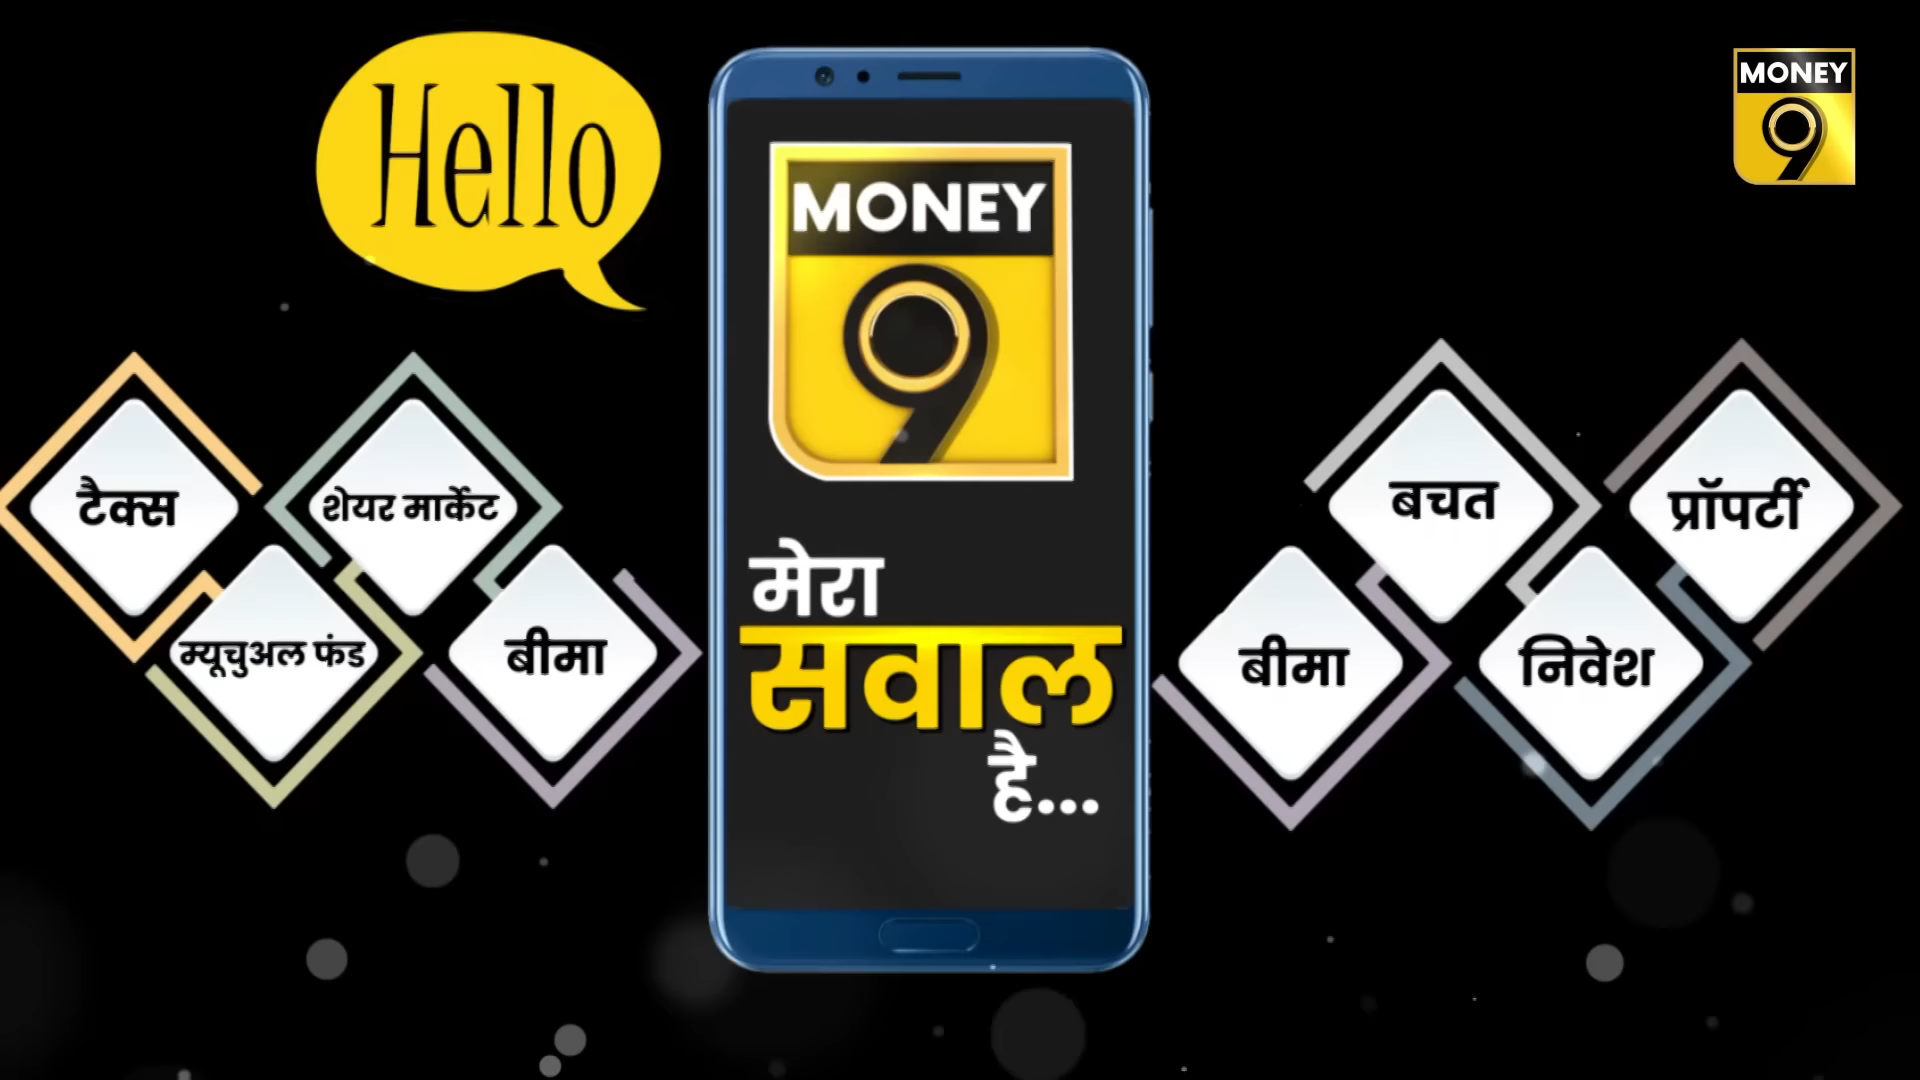 Hello
MONEY
9
MONEY
9
टैक्स
शेयर मार्केट
म्यूचुअल फंड
बीमा
मेरा
सवाल
है...
बचत
प्रॉपर्टी
बीमा
निवेश